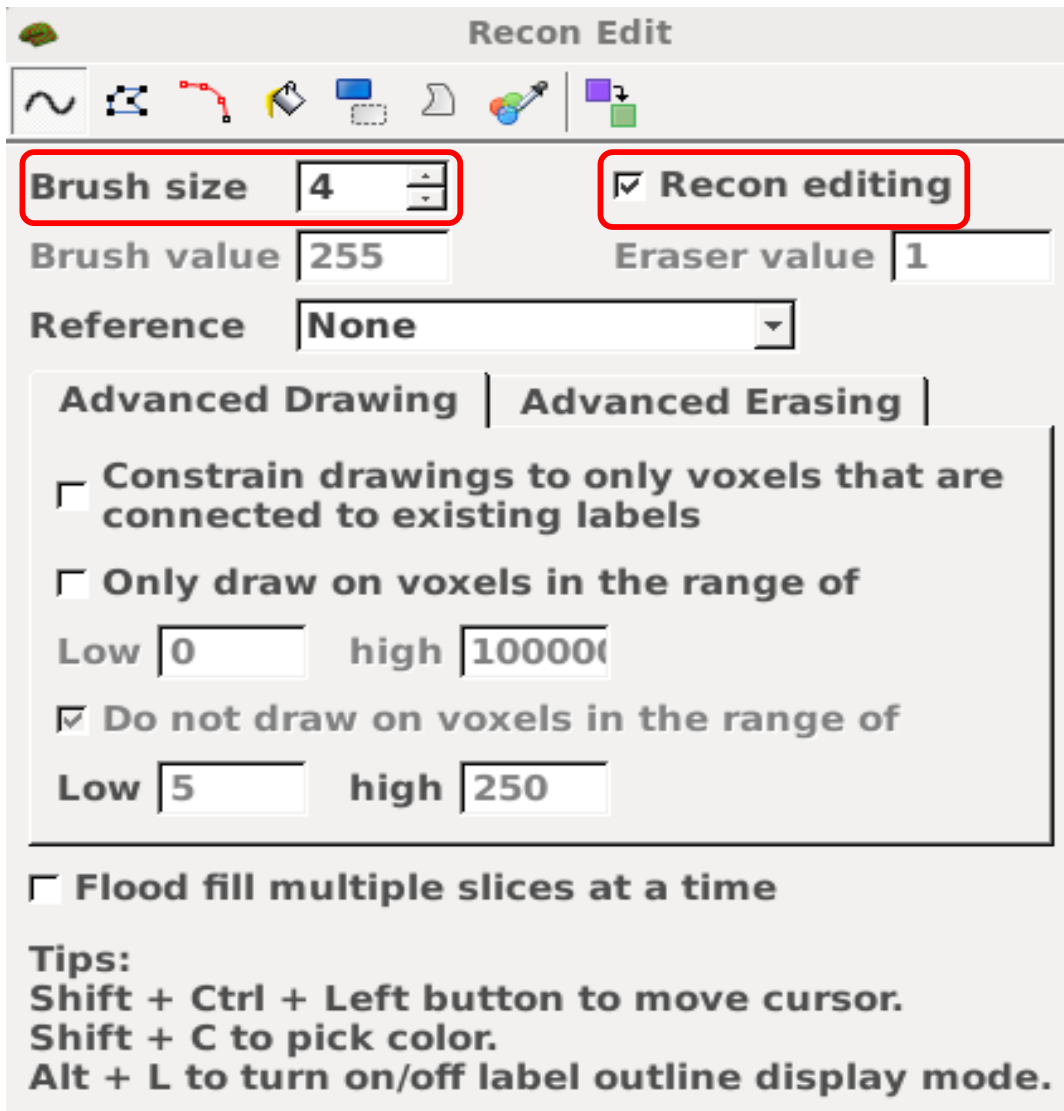 Recon Edit
Brush size 4 Recon editing
Brush value 255 Eraser value 1
Reference None
Advanced Drawing Advanced Erasing
Constrain drawings to only voxels that are
connected to existing labels
Only draw on voxels in the range of
Low 0 high 100000
Do not draw on voxels in the range of
Low 5 high 250
Flood fill multiple slices at a time
Tips:
Shift + Ctrl + Left button to move cursor.
Shift + C to pick color.
Alt + L to turn on/off label outline display mode.